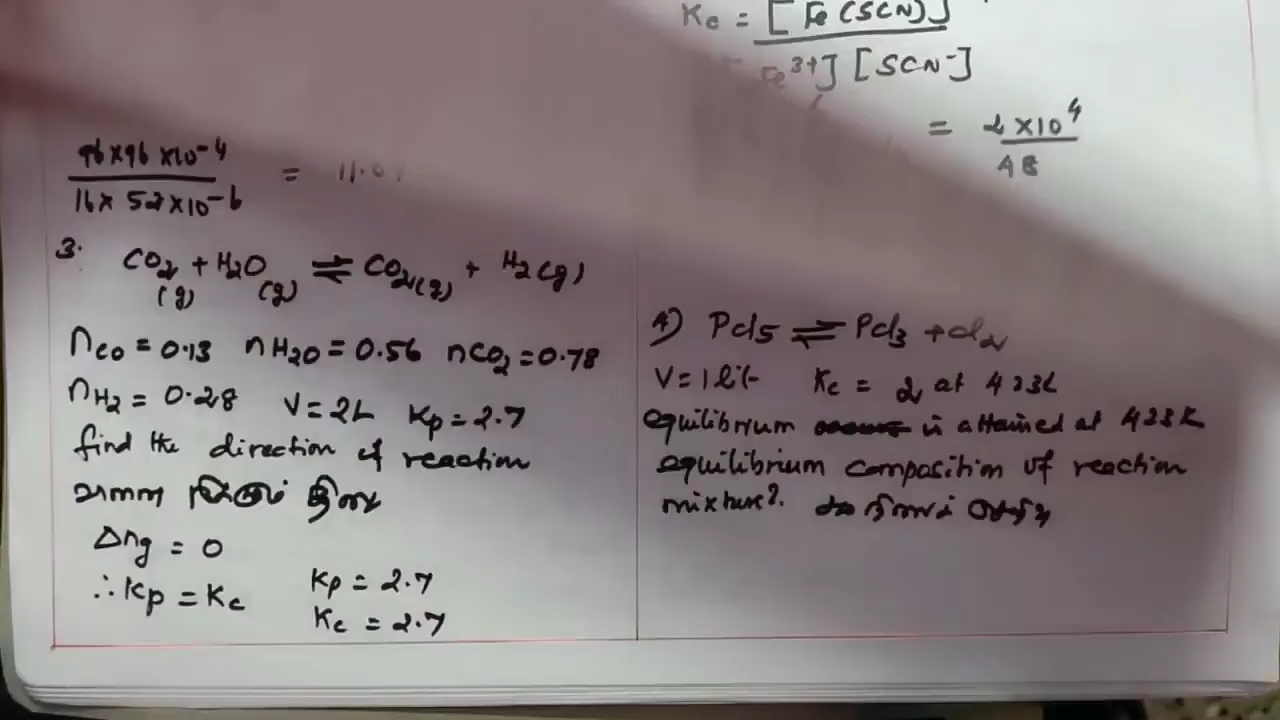 96×96×10⁻⁴ / 16×52×10⁻⁶ = 11.07
3. CO₂(g) + H₂O(g) ⇌ CO₂(g) + H₂(g)
nCO = 0.13 nH₂O = 0.56 nCO₂ = 0.78
nH₂ = 0.28 V = 2L Kp = 2.7
find the direction of reaction
Δng = 0
∴ Kp = Kc Kp = 2.7
Kc = 2.7
Kc = [Fe(SCN)] / [Fe³⁺] [SCN⁻]
= 2×10⁴ / 48
4) PCl5 ⇌ PCl3 + Cl2
V = 1 lit Kc = 2 at 423K
equilibrium is attained at 423K
equilibrium composition of reaction
mixture?